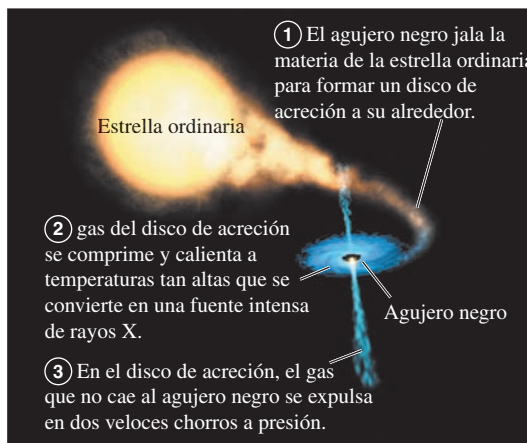 ① El agujero negro jala la
materia de la estrella ordinaria
para formar un disco de
acreción a su alrededor.
Estrella ordinaria
② gas del disco de acreción
se comprime y calienta a
temperaturas tan altas que se
convierte en una fuente intensa
de rayos X.
Agujero negro
③ En el disco de acreción, el gas
que no cae al agujero negro se expulsa
en dos veloces chorros a presión.